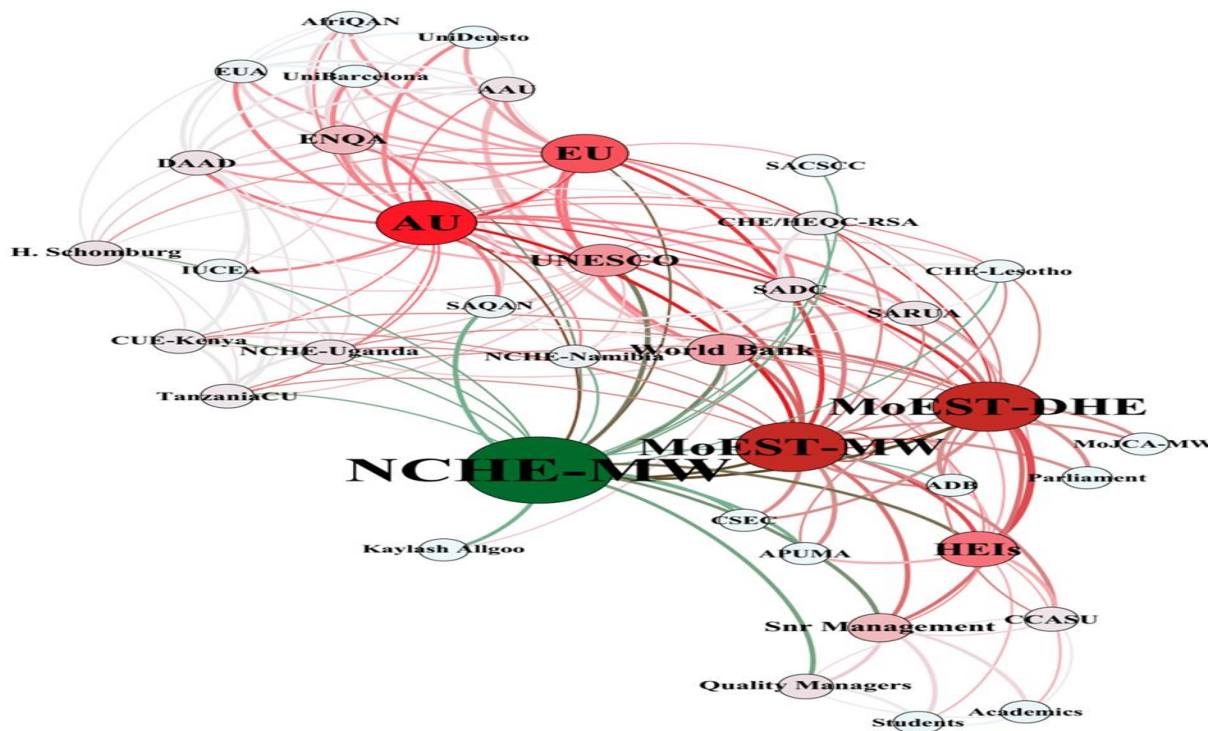 AfriQAN
UniDeusto
EUA
UniBarcelona
AAU
ENQA
EU
DAAD
SACSCC
AU
CHE/HEQC-RSA
H. Schomburg
UNESCO
IUCEA
CHE-Lesotho
SADC
SAQAN
SARUA
CUE-Kenya
NCHE-Uganda
NCHE-Namibia
World Bank
TanzaniaCU
MoEST-DHE
MoEST-MW
MoJCA-MW
NCHE-MW
Parliament
ADB
CSEC
Kaylash Allgoo
APUMA
HEIs
Snr Management
CCASU
Quality Managers
Students
Academics